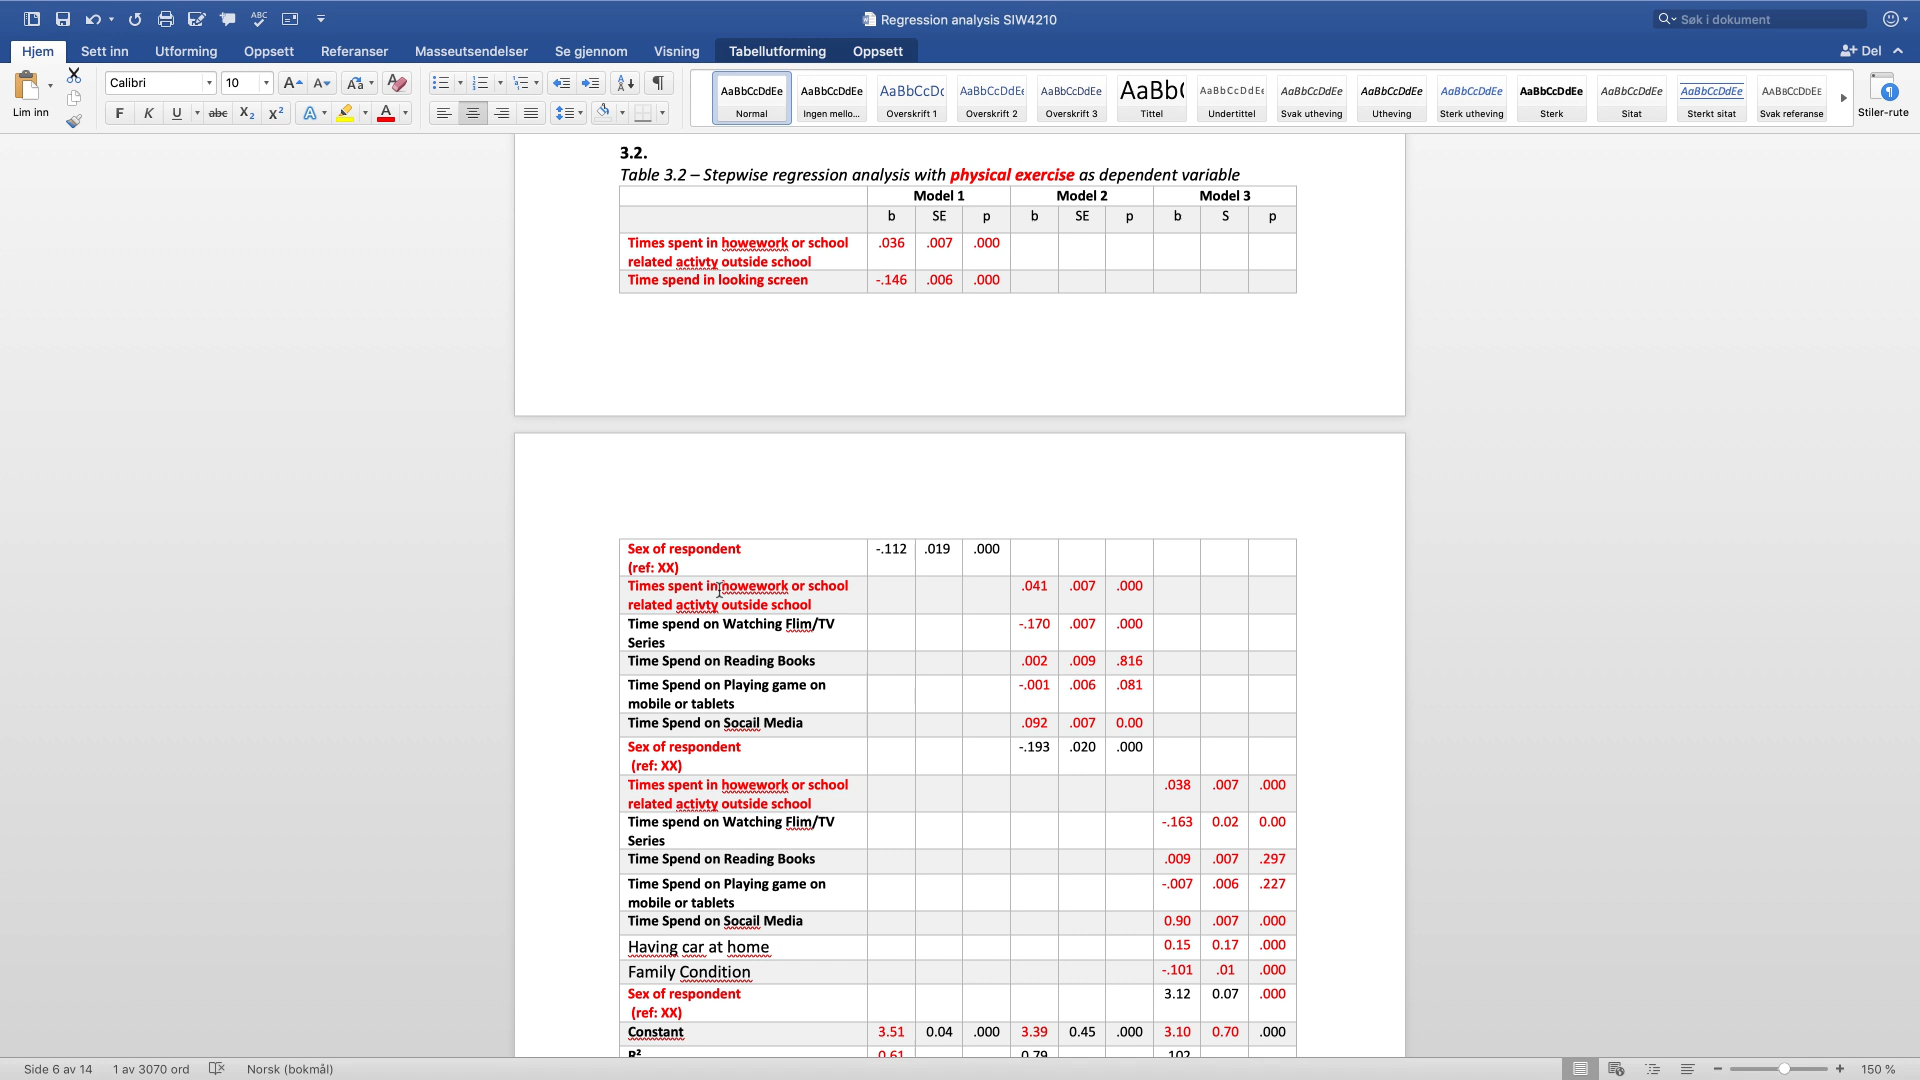 Regression analysis SIW4210
Søk i dokument
Hjem Sett inn Utforming Oppsett Referanser Masseutsendelser Se gjennom Visning Tabellutforming Oppsett Del
Lim inn
Calibri 10
F K U abc X₂ X²
AaBbCcDdEe AaBbCcDdEe AaBbCcDc AaBbCcDdEe AaBbCcDdEe AaBb( AaBbCcDdEe AaBbCcDdEe AaBbCcDdEe AaBbCcDdEe AaBbCcDdEe AaBbCcDdEe AaBbCcDdEe AaBbCcDdEe
Normal Ingen mello... Overskrift 1 Overskrift 2 Overskrift 3 Tittel Undertittel Svak utheving Utheving Sterk utheving Sterk Sitat Sterkt sitat Svak referanse Stiler-rute
3.2.
Table 3.2 – Stepwise regression analysis with physical exercise as dependent variable
Model 1 Model 2 Model 3
b SE p b SE p b S p
Times spent in howework or school .036 .007 .000
related activty outside school
Time spend in looking screen -.146 .006 .000
Sex of respondent -.112 .019 .000
(ref: XX)
Times spent in howework or school .041 .007 .000
related activty outside school
Time spend on Watching Flim/TV -.170 .007 .000
Series
Time Spend on Reading Books .002 .009 .816
Time Spend on Playing game on -.001 .006 .081
mobile or tablets
Time Spend on Socail Media .092 .007 0.00
Sex of respondent -.193 .020 .000
(ref: XX)
Times spent in howework or school .038 .007 .000
related activty outside school
Time spend on Watching Flim/TV -.163 0.02 0.00
Series
Time Spend on Reading Books .009 .007 .297
Time Spend on Playing game on -.007 .006 .227
mobile or tablets
Time Spend on Socail Media 0.90 .007 .000
Having car at home 0.15 0.17 .000
Family Condition -.101 .01 .000
Sex of respondent 3.12 0.07 .000
(ref: XX)
Constant 3.51 0.04 .000 3.39 0.45 .000 3.10 0.70 .000
R² 0.61 0.79 .102
Side 6 av 14 1 av 3070 ord Norsk (bokmål) 150 %